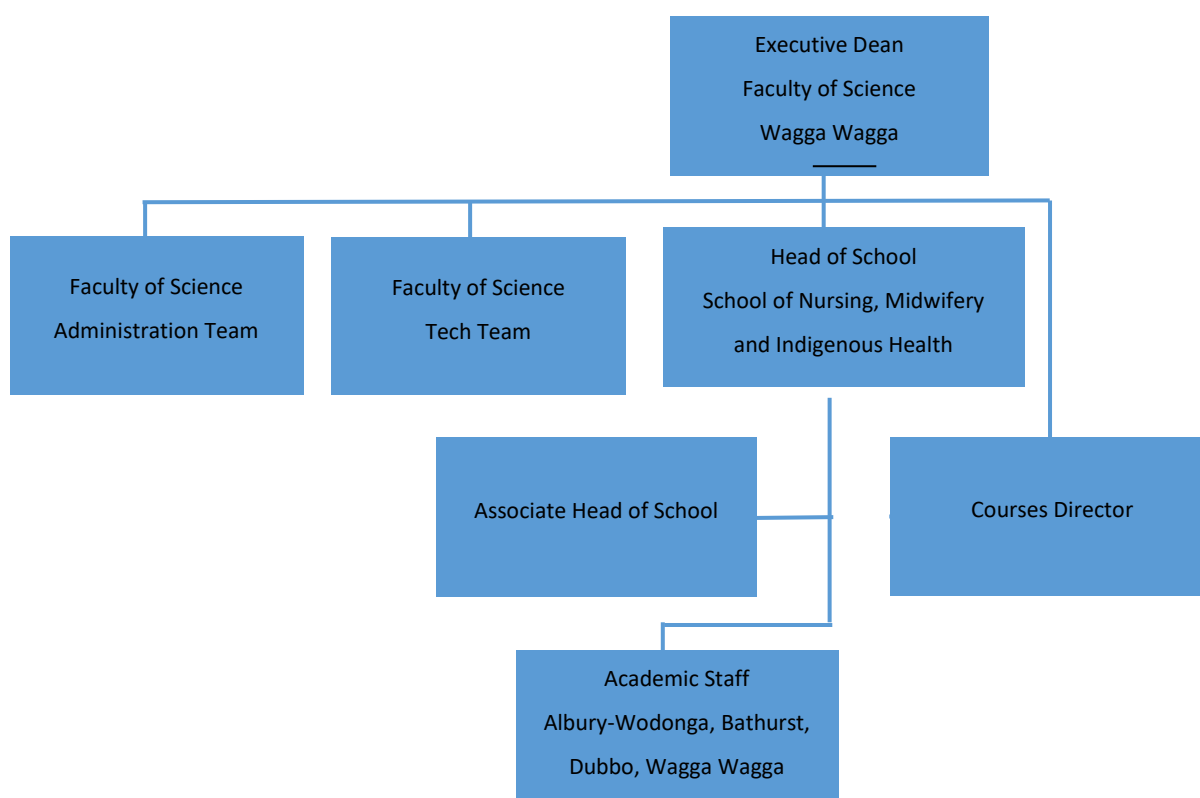 Executive Dean
Faculty of Science
Wagga Wagga
Faculty of Science
Administration Team
Faculty of Science
Tech Team
Head of School
School of Nursing, Midwifery
and Indigenous Health
Associate Head of School
Courses Director
Academic Staff
Albury-Wodonga, Bathurst,
Dubbo, Wagga Wagga